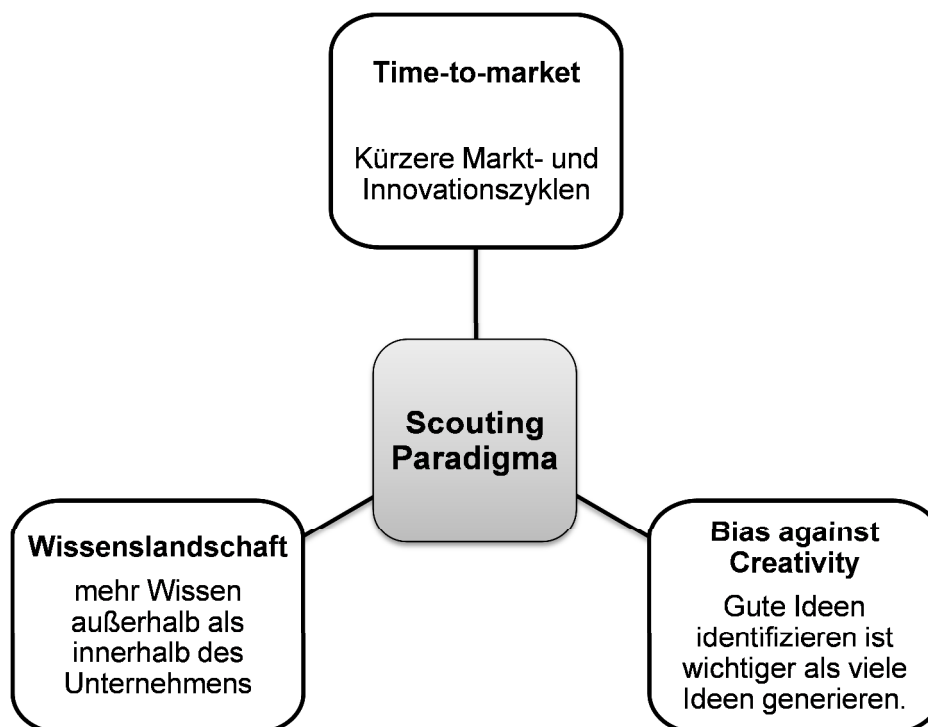 Time-to-market
Kürzere Markt- und
Innovationszyklen
Scouting
Paradigma
Wissenslandschaft
mehr Wissen
außerhalb als
innerhalb des
Unternehmens
Bias against
Creativity
Gute Ideen
identifizieren ist
wichtiger als viele
Ideen generieren.